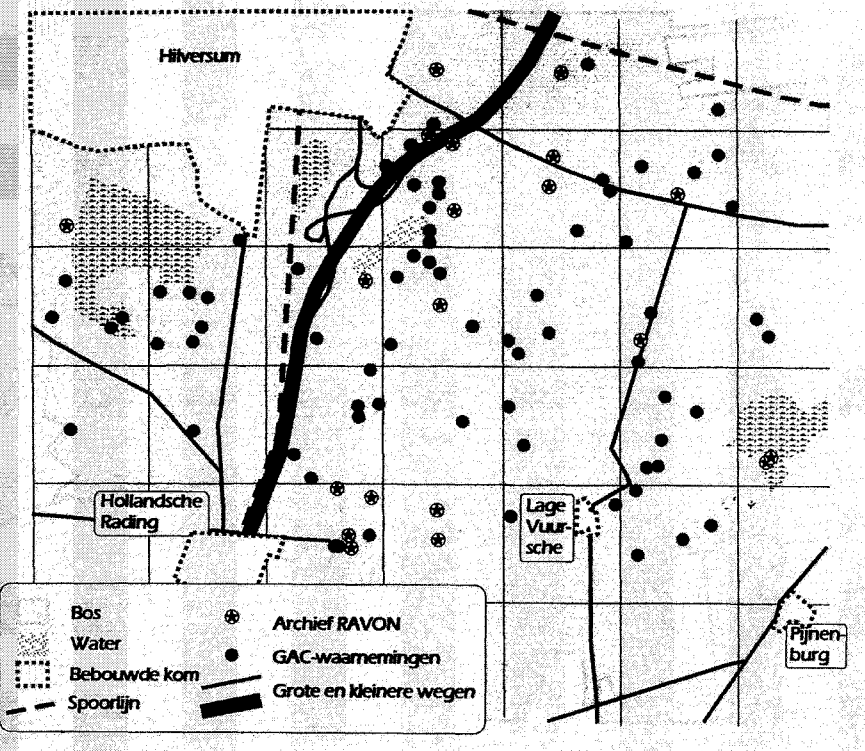 Hilversum
Hollandsche
Rading
Lage
Vuur-
sche
Pijnen-
burg
Bos
Water
Bebouwde kom
Spoorlijn
Archief RAVON
GAC-waarnemingen
Grote en kleinere wegen